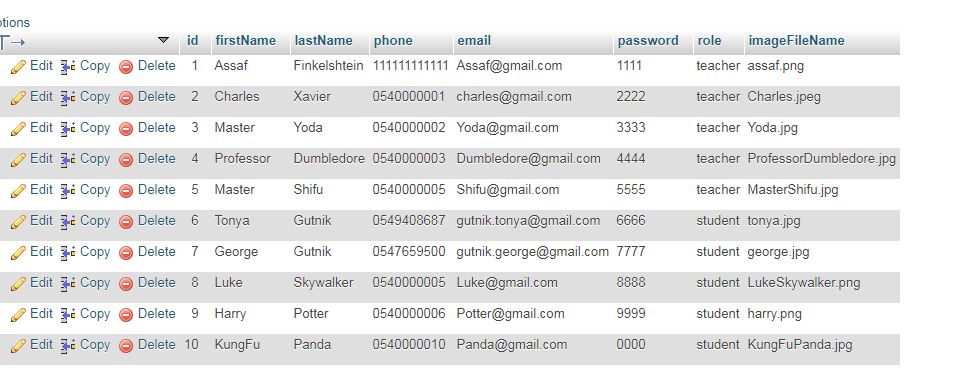 id firstName lastName phone email password role imageFileName
Edit Copy Delete 1 Assaf Finkelshtein 111111111111 Assaf@gmail.com 1111 teacher assaf.png
Edit Copy Delete 2 Charles Xavier 0540000001 charles@gmail.com 2222 teacher Charles.jpeg
Edit Copy Delete 3 Master Yoda 0540000002 Yoda@gmail.com 3333 teacher Yoda.jpg
Edit Copy Delete 4 Professor Dumbledore 0540000003 Dumbledore@gmail.com 4444 teacher ProfessorDumbledore.jpg
Edit Copy Delete 5 Master Shifu 0540000005 Shifu@gmail.com 5555 teacher MasterShifu.jpg
Edit Copy Delete 6 Tonya Gutnik 0549408687 gutnik.tonya@gmail.com 6666 student tonya.jpg
Edit Copy Delete 7 George Gutnik 0547659500 gutnik.george@gmail.com 7777 student george.jpg
Edit Copy Delete 8 Luke Skywalker 0540000005 Luke@gmail.com 8888 student LukeSkywalker.png
Edit Copy Delete 9 Harry Potter 0540000006 Potter@gmail.com 9999 student harry.png
Edit Copy Delete 10 KungFu Panda 0540000010 Panda@gmail.com 0000 student KungFuPanda.jpg